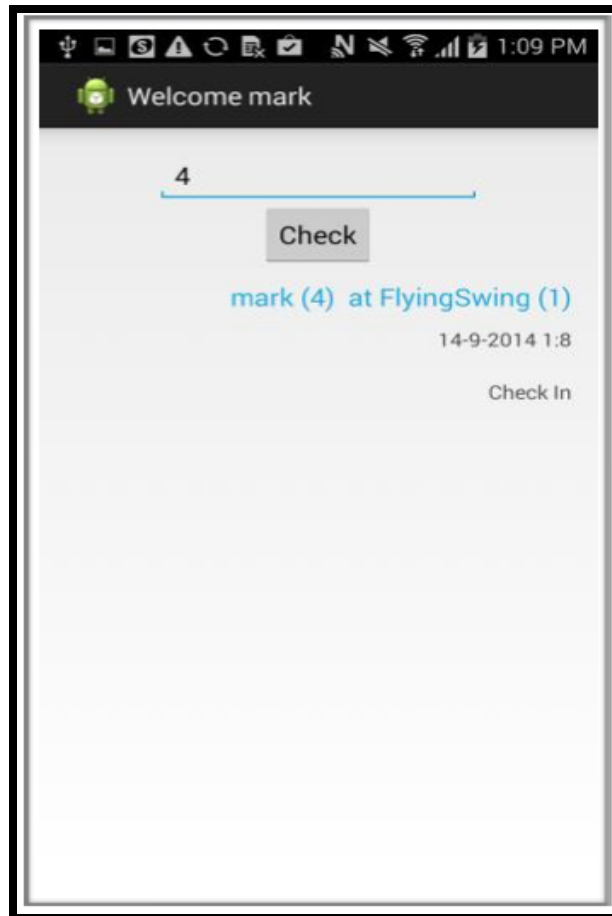 1:09 PM
Welcome mark
4
Check
mark (4) at FlyingSwing (1)
14-9-2014 1:8
Check In